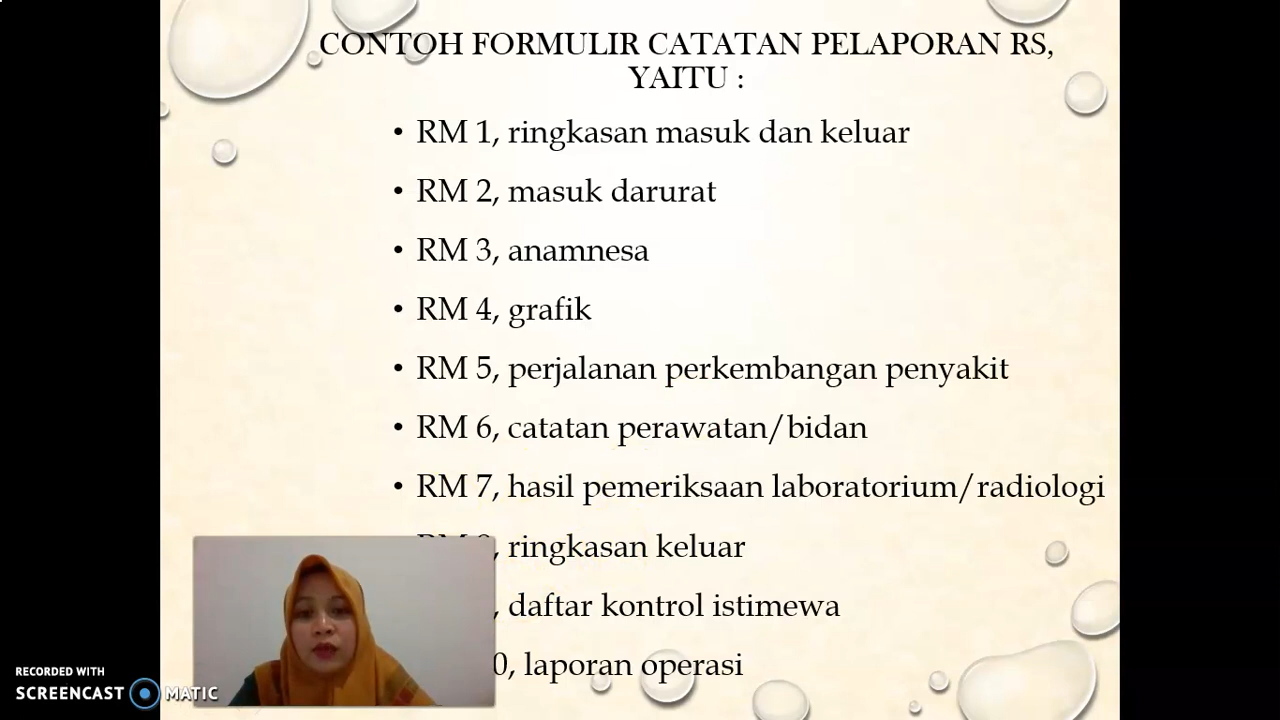 CONTOH FORMULIR CATATAN PELAPORAN RS,
YAITU :
• RM 1, ringkasan masuk dan keluar
• RM 2, masuk darurat
• RM 3, anamnesa
• RM 4, grafik
• RM 5, perjalanan perkembangan penyakit
• RM 6, catatan perawatan/bidan
• RM 7, hasil pemeriksaan laboratorium/radiologi
, ringkasan keluar
, daftar kontrol istimewa
0, laporan operasi
RECORDED WITH
SCREENCAST MATIC